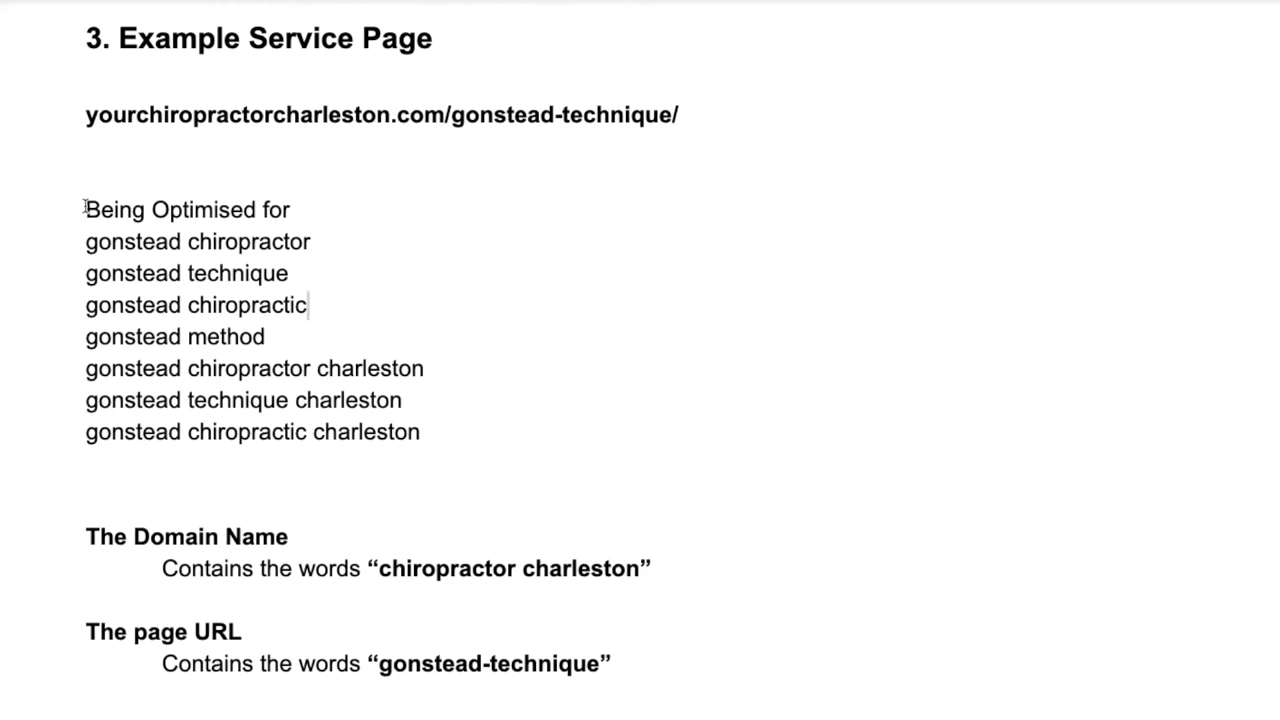 3. Example Service Page
yourchiropractorcharleston.com/gonstead-technique/
Being Optimised for
gonstead chiropractor
gonstead technique
gonstead chiropractic
gonstead method
gonstead chiropractor charleston
gonstead technique charleston
gonstead chiropractic charleston
The Domain Name
Contains the words “chiropractor charleston”
The page URL
Contains the words “gonstead-technique”